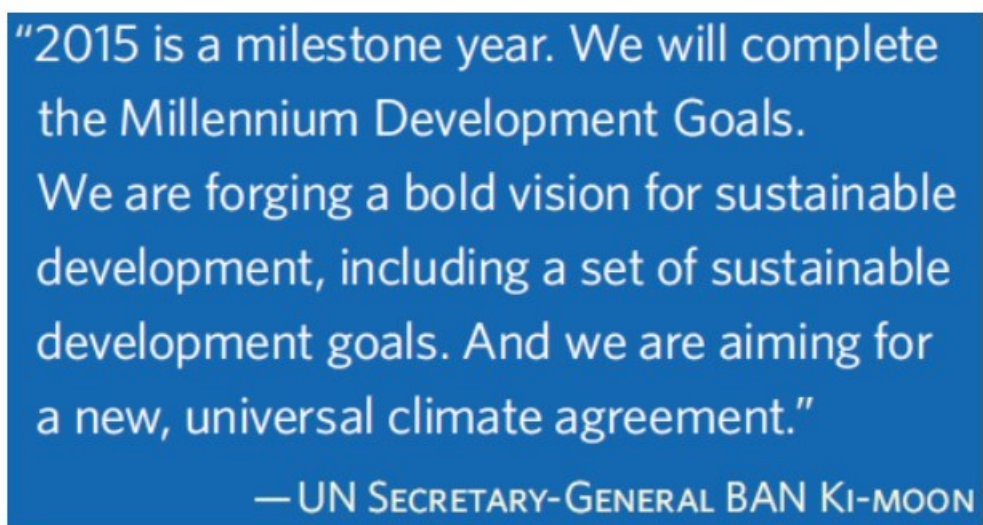 “2015 is a milestone year. We will complete
the Millennium Development Goals.
We are forging a bold vision for sustainable
development, including a set of sustainable
development goals. And we are aiming for
a new, universal climate agreement.”
—UN SECRETARY-GENERAL BAN KI-MOON